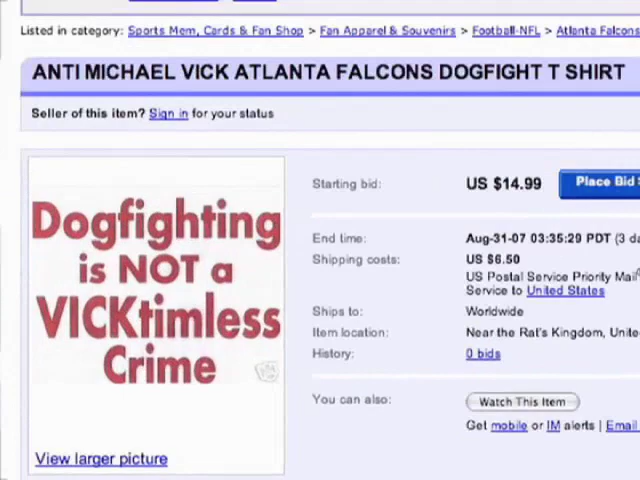 Listed in category: Sports Mem, Cards & Fan Shop > Fan Apparel & Souvenirs > Football-NFL > Atlanta Falcons
ANTI MICHAEL VICK ATLANTA FALCONS DOGFIGHT T SHIRT
Seller of this item? Sign in for your status
Dogfighting
is NOT a
VICKtimless
Crime
View larger picture
Starting bid: US $14.99 Place Bid
End time: Aug-31-07 03:35:29 PDT (3 da
Shipping costs: US $6.50
US Postal Service Priority Mail
Service to United States
Ships to: Worldwide
Item location: Near the Rat's Kingdom, Unite
History: 0 bids
You can also: Watch This Item
Get mobile or IM alerts | Email